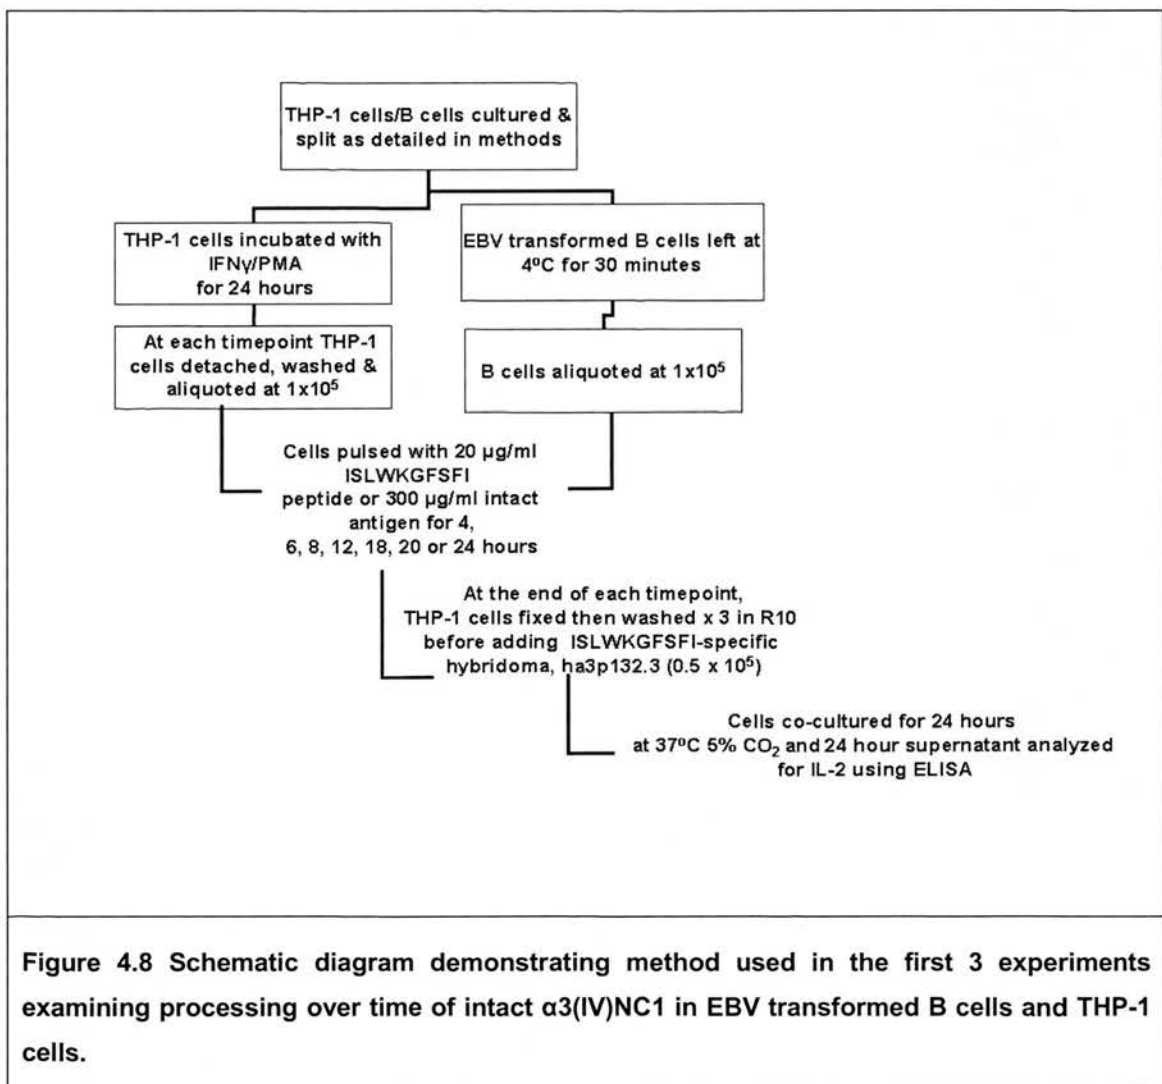 THP-1 cells/B cells cultured &
split as detailed in methods
THP-1 cells incubated with
IFNγ/PMA
for 24 hours
EBV transformed B cells left at
4ºC for 30 minutes
At each timepoint THP-1
cells detached, washed &
aliquoted at 1x10⁵
B cells aliquoted at 1x10⁵
Cells pulsed with 20 µg/ml
ISLWKGFSFI
peptide or 300 µg/ml intact
antigen for 4,
6, 8, 12, 18, 20 or 24 hours
At the end of each timepoint,
THP-1 cells fixed then washed x 3 in R10
before adding ISLWKGFSFI-specific
hybridoma, ha3p132.3 (0.5 x 10⁵)
Cells co-cultured for 24 hours
at 37ºC 5% CO₂ and 24 hour supernatant analyzed
for IL-2 using ELISA
Figure 4.8 Schematic diagram demonstrating method used in the first 3 experiments
examining processing over time of intact α3(IV)NC1 in EBV transformed B cells and THP-1
cells.